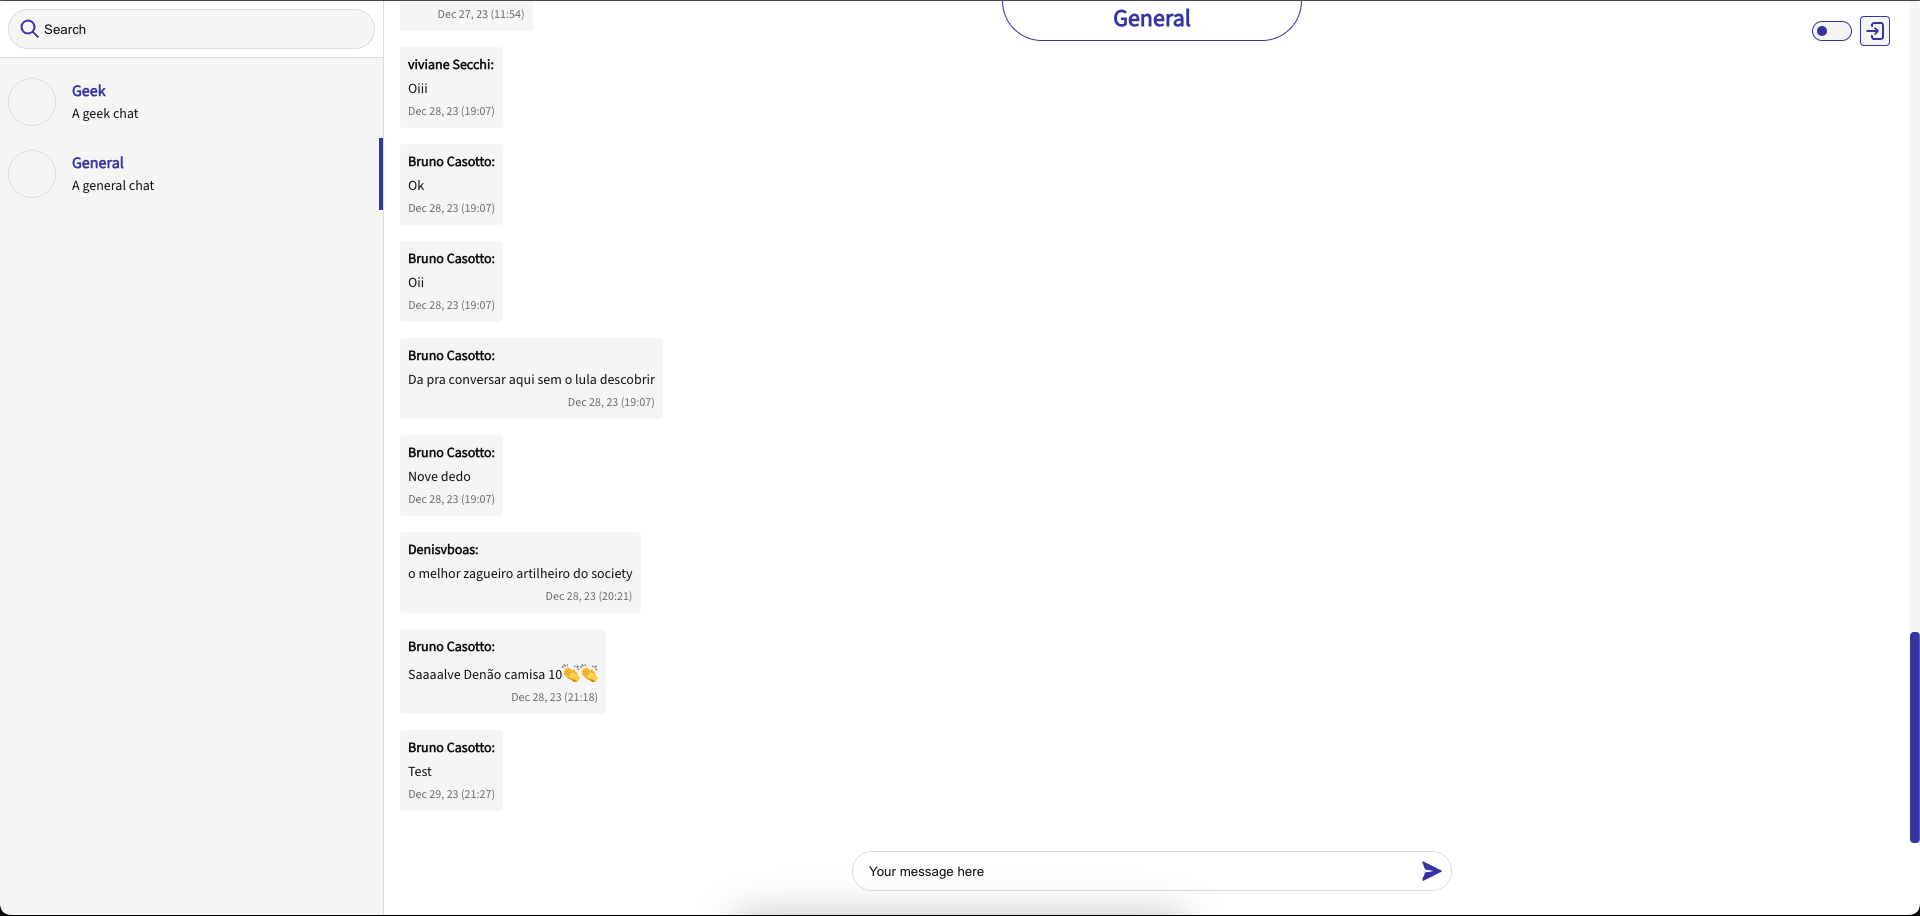 Search
Geek
A geek chat
General
A general chat
General
Dec 27, 23 (11:54)
viviane Secchi:
Oiii
Dec 28, 23 (19:07)
Bruno Casotto:
Ok
Dec 28, 23 (19:07)
Bruno Casotto:
Oii
Dec 28, 23 (19:07)
Bruno Casotto:
Da pra conversar aqui sem o lula descobrir
Dec 28, 23 (19:07)
Bruno Casotto:
Nove dedo
Dec 28, 23 (19:07)
Denisvboas:
o melhor zagueiro artilheiro do society
Dec 28, 23 (20:21)
Bruno Casotto:
Saaaalve Denão camisa 10👏👏
Dec 28, 23 (21:18)
Bruno Casotto:
Test
Dec 29, 23 (21:27)
Your message here